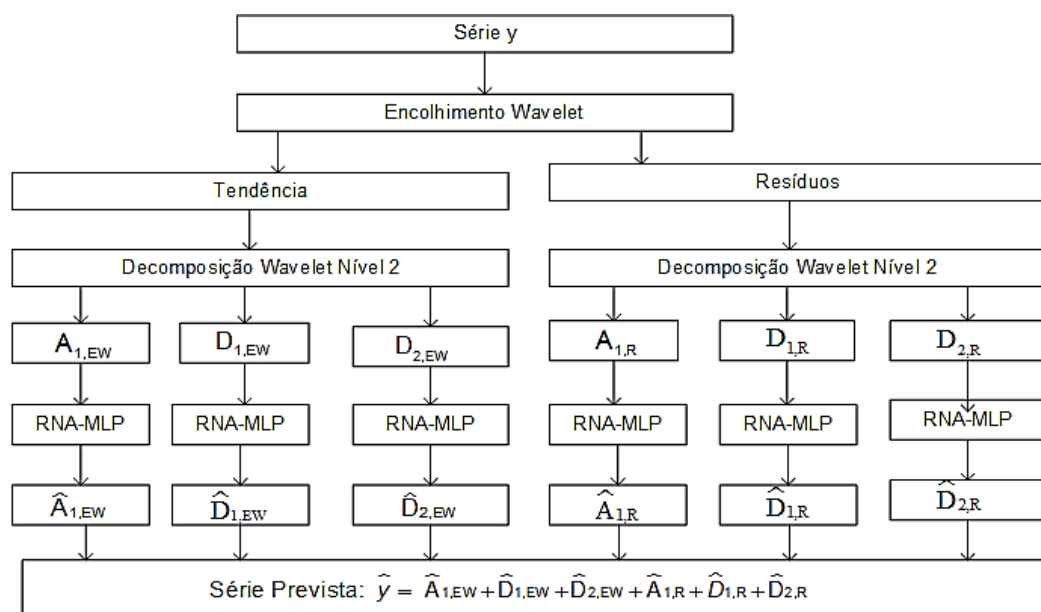 Série y
Encolhimento Wavelet
Tendência
Resíduos
Decomposição Wavelet Nível 2
Decomposição Wavelet Nível 2
A1,EW
D1,EW
D2,EW
A1,R
D1,R
D2,R
RNA-MLP
RNA-MLP
RNA-MLP
RNA-MLP
RNA-MLP
RNA-MLP
Â1,EW
D̂1,EW
D̂2,EW
Â1,R
D̂1,R
D̂2,R
Série Prevista: ŷ = Â1,EW + D̂1,EW + D̂2,EW + Â1,R + D̂1,R + D̂2,R